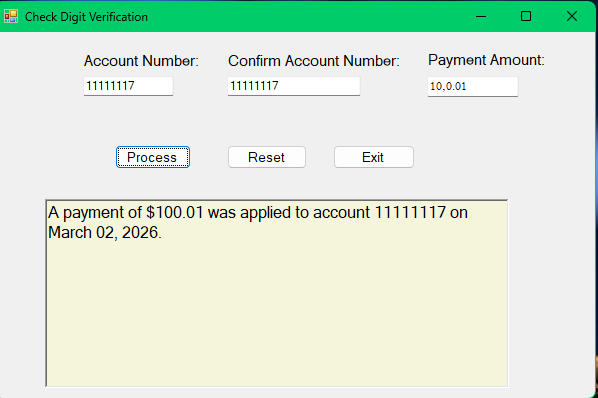 Check Digit Verification
Account Number: Confirm Account Number: Payment Amount:
11111117 11111117 10,0.01
Process Reset Exit
A payment of $100.01 was applied to account 11111117 on
March 02, 2026.